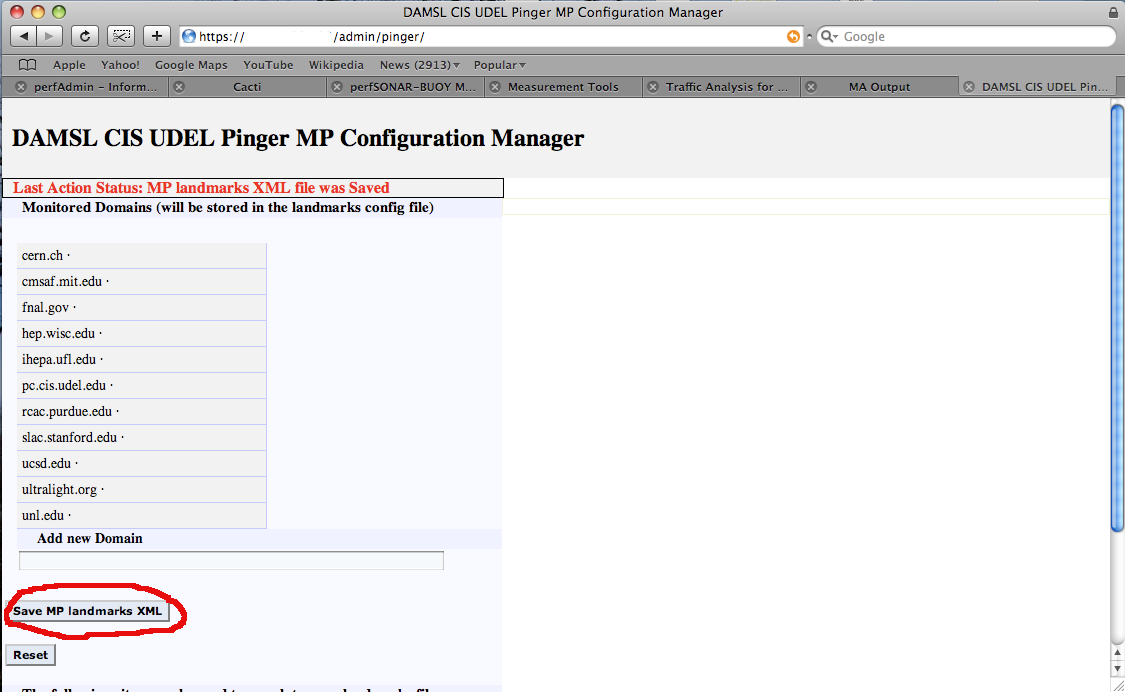 DAMSL CIS UDEL Pinger MP Configuration Manager
https:// /admin/pinger/
Google
Apple Yahoo! Google Maps YouTube Wikipedia News (2913) Popular
perfAdmin – Inform... Cacti perfSONAR-BUOY M... Measurement Tools Traffic Analysis for ... MA Output DAMSL CIS UDEL Pin...
DAMSL CIS UDEL Pinger MP Configuration Manager
Last Action Status: MP landmarks XML file was Saved
Monitored Domains (will be stored in the landmarks config file)
cern.ch ·
cmsaf.mit.edu ·
fnal.gov ·
hep.wisc.edu ·
ihepa.ufl.edu ·
pc.cis.udel.edu ·
rcac.purdue.edu ·
slac.stanford.edu ·
ucsd.edu ·
ultralight.org ·
unl.edu ·
Add new Domain
Save MP landmarks XML
Reset